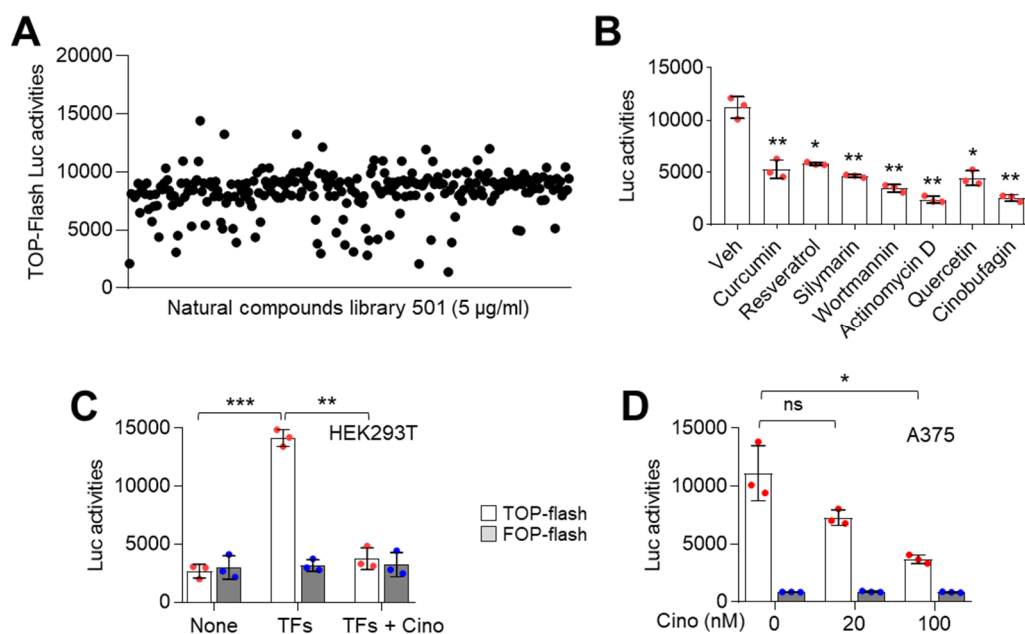 A
TOP-Flash Luc activities
20000
15000
10000
5000
0
Natural compounds library 501 (5 µg/ml)
B
Luc activities
15000
10000
5000
0
** * ** ** ** * **
Veh
Curcumin
Resveratrol
Silymarin
Wortmannin
Actinomycin D
Quercetin
Cinobufagin
C
*** **
HEK293T
Luc activities
15000
10000
5000
0
None TFs TFs + Cino
TOP-flash
FOP-flash
D
*
ns
A375
Luc activities
15000
10000
5000
0
Cino (nM) 0 20 100